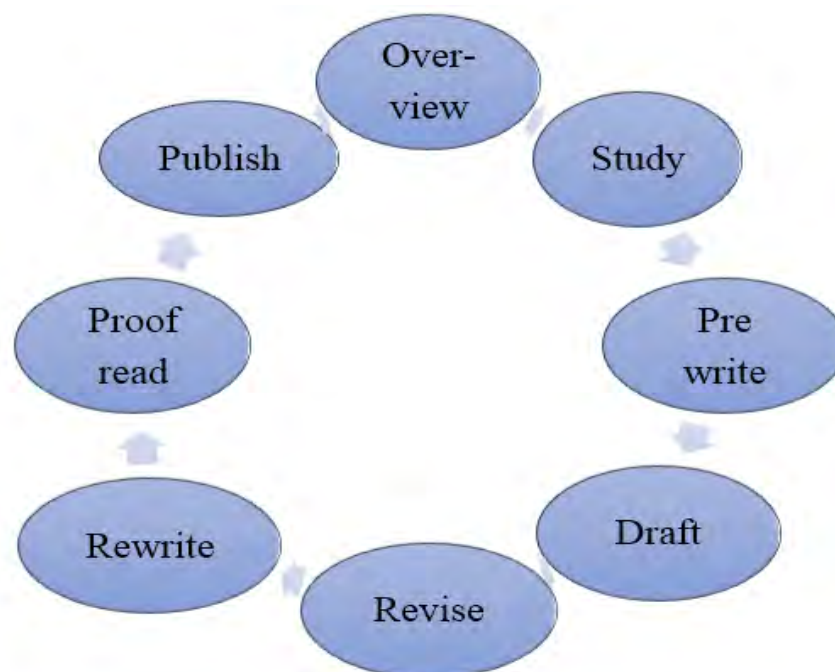 Over-
view
Study
Pre
write
Draft
Revise
Rewrite
Proof
read
Publish